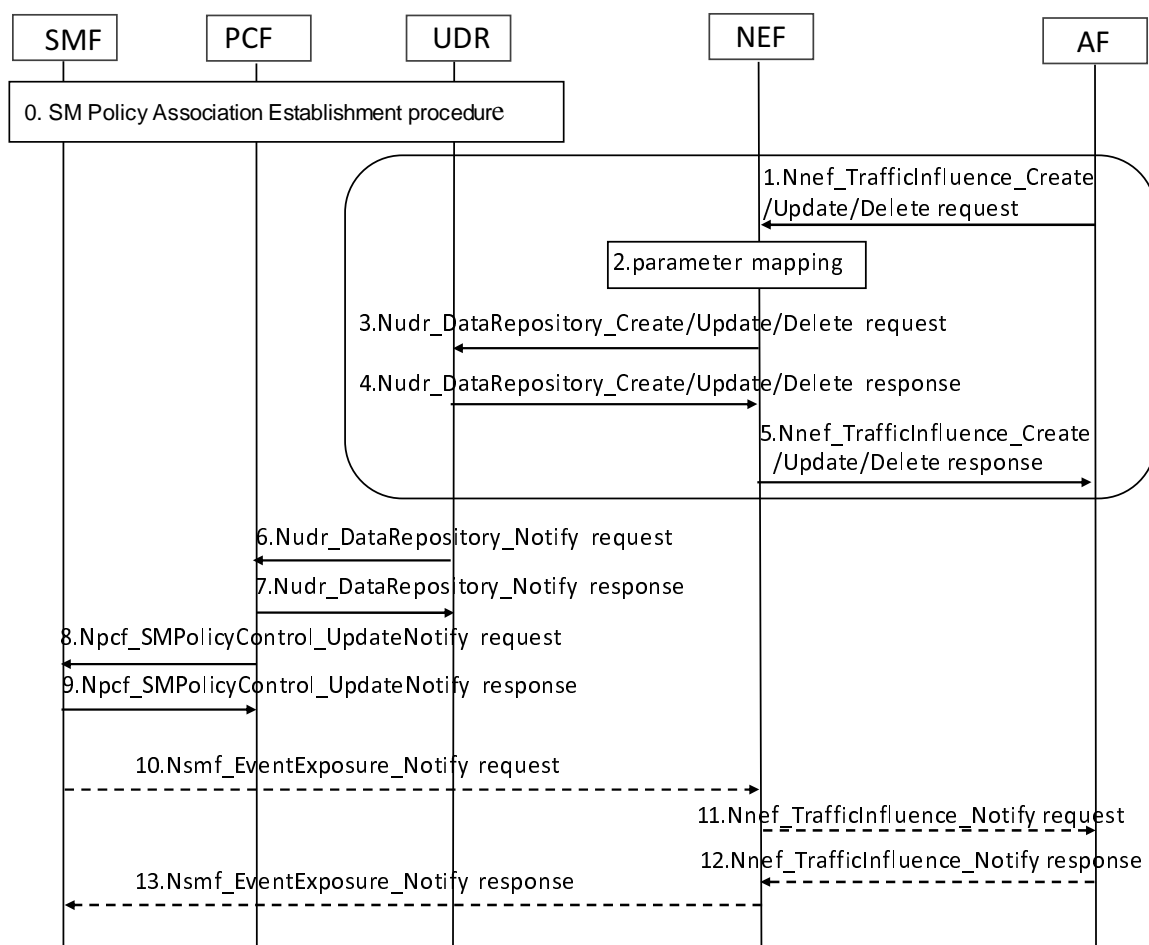 SMF
PCF
UDR
NEF
AF
0. SM Policy Association Establishment procedure
1.Nnef_TrafficInfluence_Create
/Update/Delete request
2.parameter mapping
3.Nudr_DataRepository_Create/Update/Delete request
4.Nudr_DataRepository_Create/Update/Delete response
5.Nnef_TrafficInfluence_Create
/Update/Delete response
6.Nudr_DataRepository_Notify request
7.Nudr_DataRepository_Notify response
8.Npcf_SMPolicyControl_UpdateNotify request
9.Npcf_SMPolicyControl_UpdateNotify response
10.Nsmf_EventExposure_Notify request
11.Nnef_TrafficInfluence_Notify request
12.Nnef_TrafficInfluence_Notify response
13.Nsmf_EventExposure_Notify response